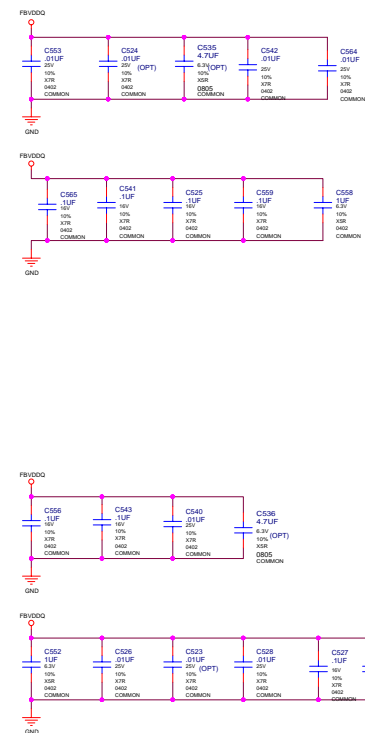 FBVDDQ
C553
.01UF
25V
10%
X7R
0402
COMMON
C524
.01UF
25V
(OPT)
10%
X7R
0402
COMMON
C535
4.7UF
6.3V
(OPT)
10%
X5R
0805
COMMON
C542
.01UF
25V
10%
X7R
0402
COMMON
C564
.01UF
25V
10%
X7R
0402
COMMON
GND
FBVDDQ
C565
.1UF
16V
10%
X7R
0402
COMMON
C541
.1UF
16V
10%
X7R
0402
COMMON
C525
.1UF
16V
10%
X7R
0402
COMMON
C559
.1UF
16V
10%
X7R
0402
COMMON
C558
1UF
6.3V
10%
X5R
0402
COMMON
GND
FBVDDQ
C556
.1UF
16V
10%
X7R
0402
COMMON
C543
.1UF
16V
10%
X7R
0402
COMMON
C540
.01UF
25V
10%
X7R
0402
COMMON
C536
4.7UF
6.3V
(OPT)
10%
X5R
0805
COMMON
GND
FBVDDQ
C552
1UF
6.3V
10%
X5R
0402
COMMON
C526
.01UF
25V
10%
X7R
0402
COMMON
C523
.01UF
25V
(OPT)
10%
X7R
0402
COMMON
C528
.01UF
25V
10%
X7R
0402
COMMON
C527
.1UF
16V
10%
X7R
0402
COMMON
GND